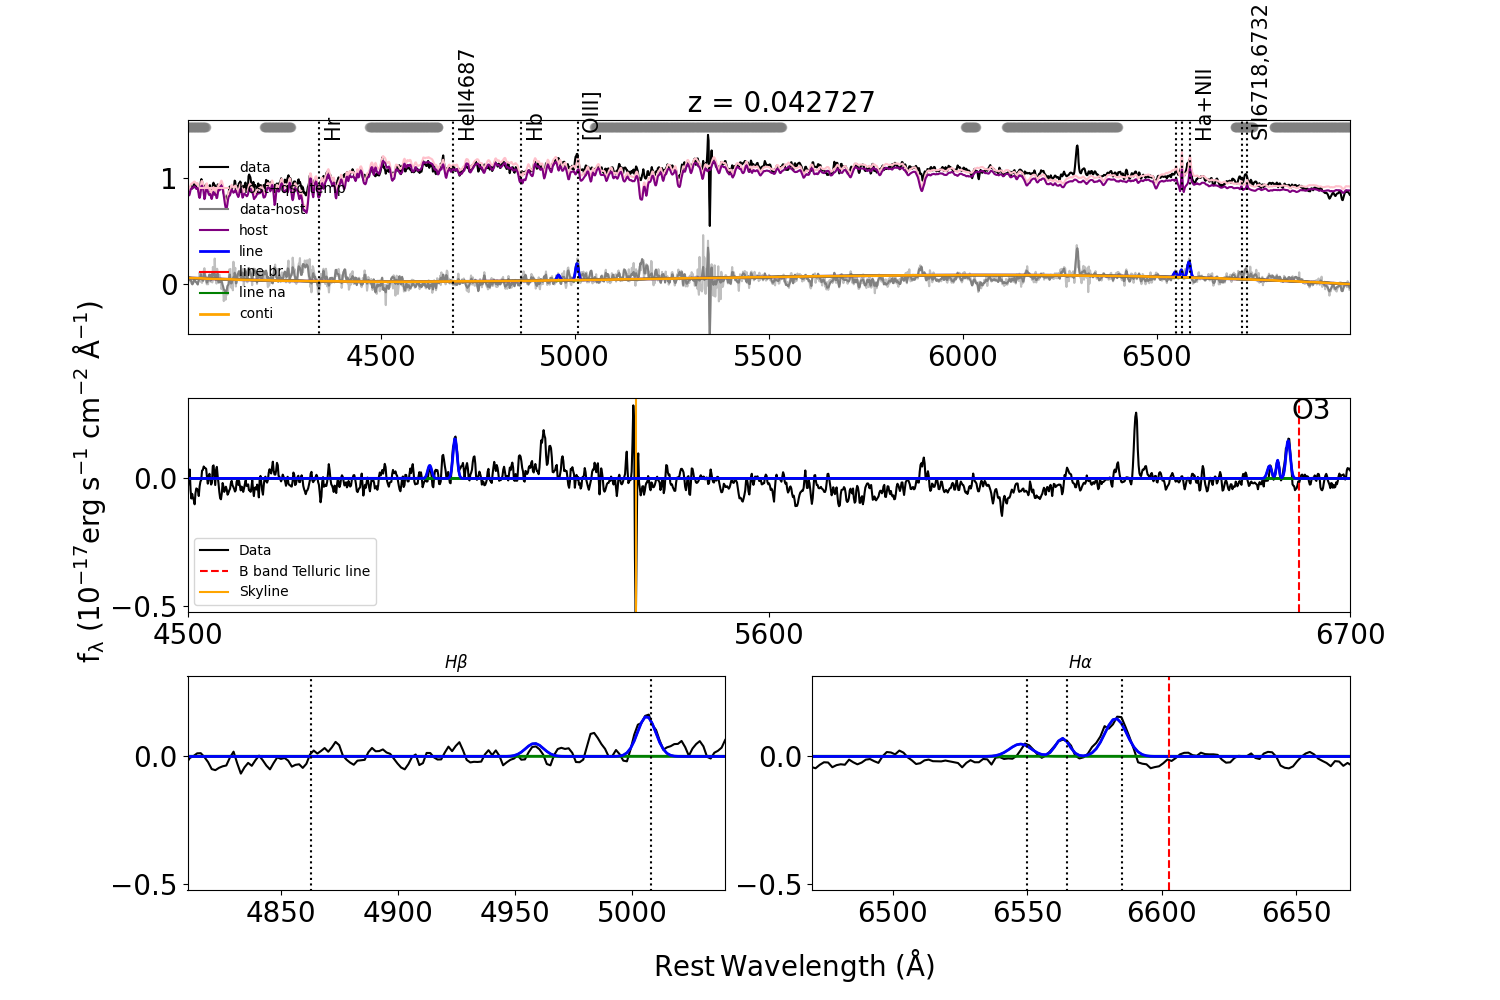 z = 0.042727
Hr
HeII4687
Hb
[OIII]
Ha+NII
SII6718,6732
data
data-host
host
line
line br
line na
conti
1
0
4500
5000
5500
6000
6500
f_λ (10^−17 erg s^−1 cm^−2 Å^−1)
O3
0.0
−0.5
Data
B band Telluric line
Skyline
4500
5600
6700
Hβ
0.0
−0.5
4850
4900
4950
5000
Hα
0.0
−0.5
6500
6550
6600
6650
Rest Wavelength (Å)